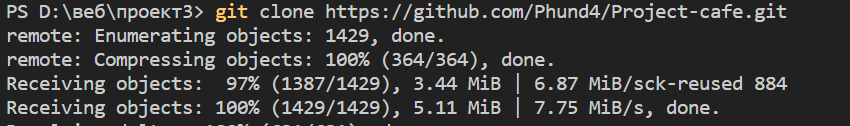 PS D:\веб\проект3> git clone https://github.com/Phund4/Project-cafe.git
remote: Enumerating objects: 1429, done.
remote: Compressing objects: 100% (364/364), done.
Receiving objects:  97% (1387/1429), 3.44 MiB | 6.87 MiB/sck-reused 884
Receiving objects: 100% (1429/1429), 5.11 MiB | 7.75 MiB/s, done.